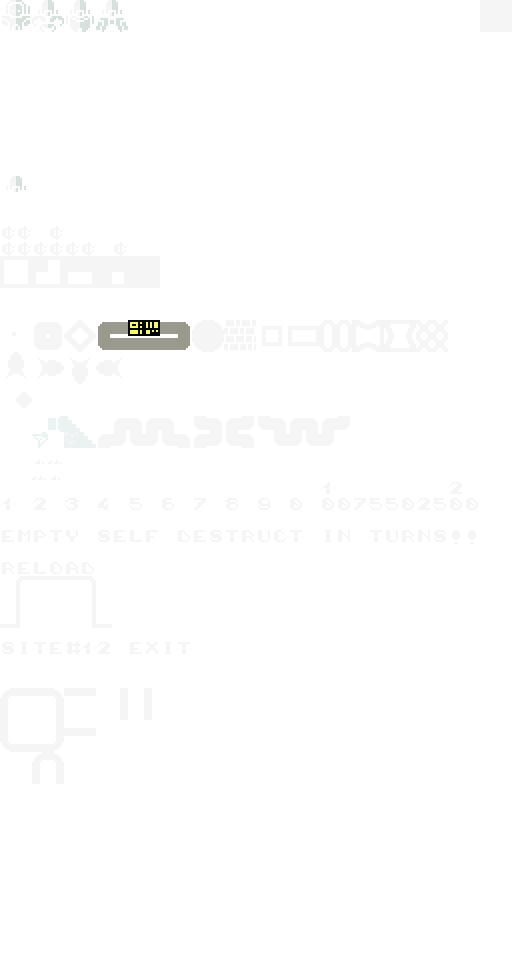 ¢¢ ¢
¢¢¢¢¢¢ ¢
1 2
1 2 3 4 5 6 7 8 9 0 0075502500
EMPTY SELF DESTRUCT IN TURNS!!
RELOAD
SITE#12 EXIT